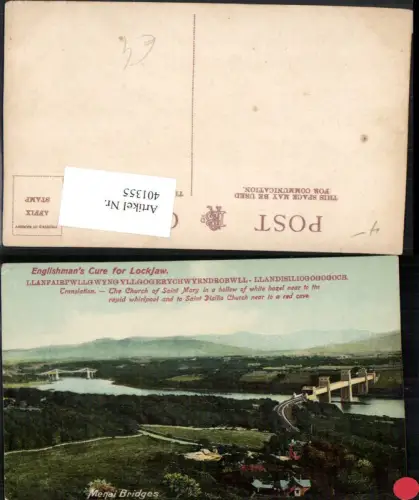 33
POST C
THIS SPACE MAY BE USED
FOR COMMUNICATION.
AFFIX
STAMP
Artikel Nr.
401355
Englishman's Cure for Lockjaw.
LLANFAIRPWLLGWYNGYLLGOGERYCHWYRNDROBWLL - LLANDISILIOGOGOGOCH.
Translation. - The Church of Saint Mary in a hollow of white hazel near to the
rapid whirlpool and to Saint Disilio Church near to a red cave
Menai Bridges